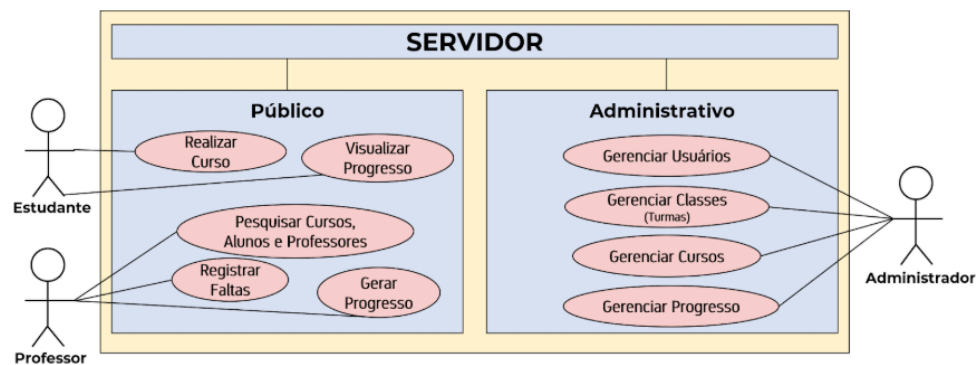 SERVIDOR
Público
Realizar
Curso
Visualizar
Progresso
Estudante
Pesquisar Cursos,
Alunos e Professores
Registrar
Faltas
Gerar
Progresso
Professor
Administrativo
Gerenciar Usuários
Gerenciar Classes
(Turmas)
Gerenciar Cursos
Gerenciar Progresso
Administrador